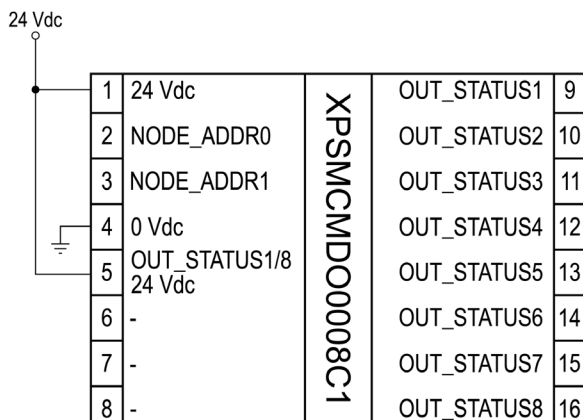 24 Vdc
1 24 Vdc
2 NODE_ADDR0
3 NODE_ADDR1
4 0 Vdc
5 OUT_STATUS1/8
24 Vdc
6 -
7 -
8 -
XPSMCMDO0008C1
OUT_STATUS1 9
OUT_STATUS2 10
OUT_STATUS3 11
OUT_STATUS4 12
OUT_STATUS5 13
OUT_STATUS6 14
OUT_STATUS7 15
OUT_STATUS8 16